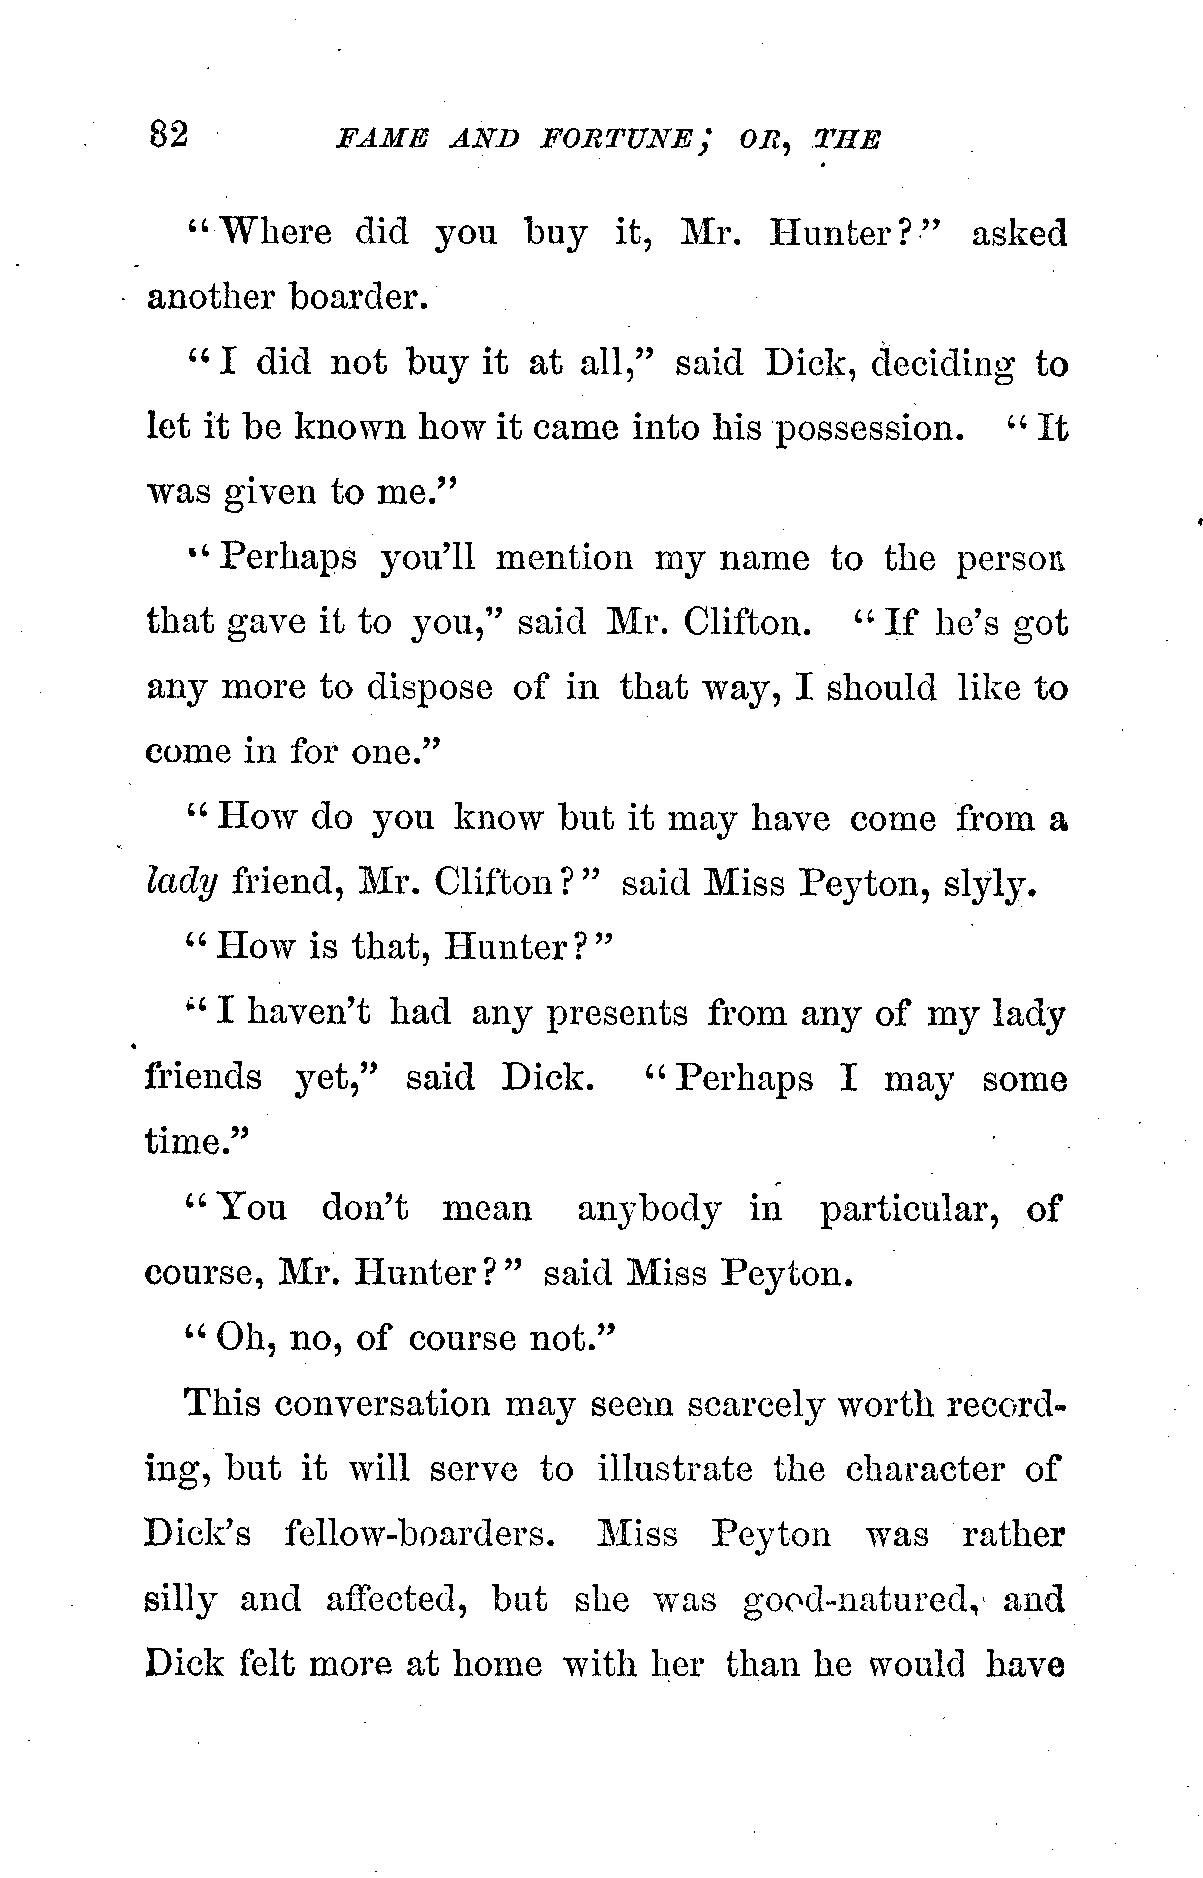 82 FAME AND FORTUNE; OR, THE
"Where did you buy it, Mr. Hunter?" asked
another boarder.
"I did not buy it at all," said Dick, deciding to
let it be known how it came into his possession. "It
was given to me."
"Perhaps you'll mention my name to the person
that gave it to you," said Mr. Clifton. "If he's got
any more to dispose of in that way, I should like to
come in for one."
"How do you know but it may have come from a
lady friend, Mr. Clifton?" said Miss Peyton, slyly.
"How is that, Hunter?"
"I haven't had any presents from any of my lady
friends yet," said Dick. "Perhaps I may some
time."
"You don't mean anybody in particular, of
course, Mr. Hunter?" said Miss Peyton.
"Oh, no, of course not."
This conversation may seem scarcely worth record-
ing, but it will serve to illustrate the character of
Dick's fellow-boarders. Miss Peyton was rather
silly and affected, but she was good-natured, and
Dick felt more at home with her than he would have